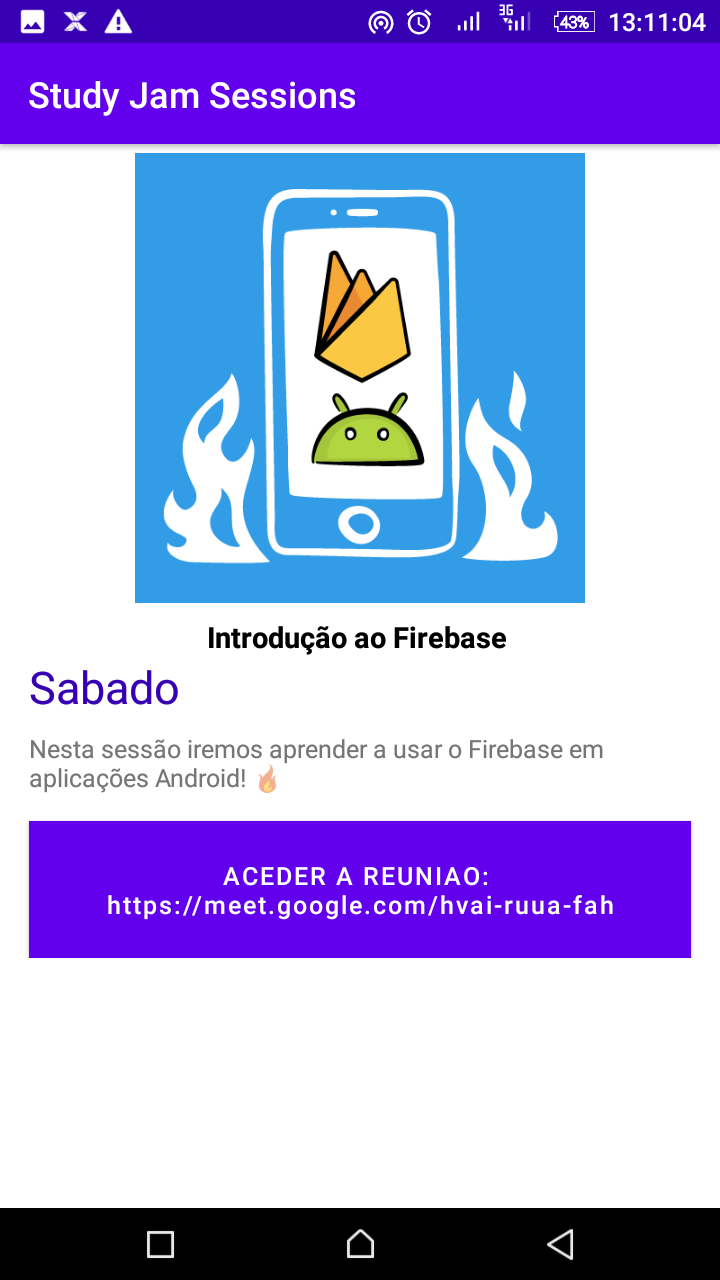 3G
43%
13:11:04
Study Jam Sessions
Introdução ao Firebase
Sabado
Nesta sessão iremos aprender a usar o Firebase em
aplicações Android! 🔥
ACEDER A REUNIAO:
https://meet.google.com/hvai-ruua-fah